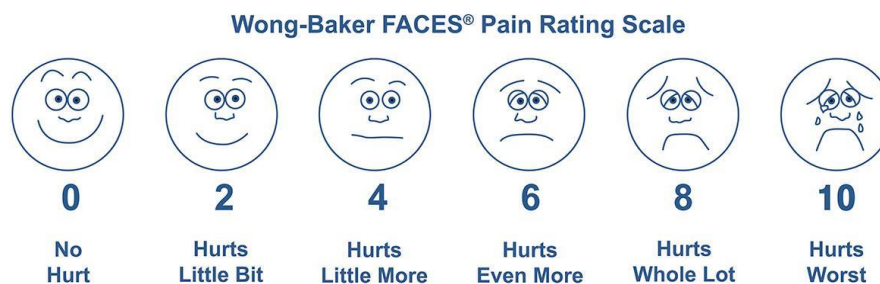 Wong-Baker FACES® Pain Rating Scale
0 2 4 6 8 10
No Hurts Hurts Hurts Hurts Hurts
Hurt Little Bit Little More Even More Whole Lot Worst